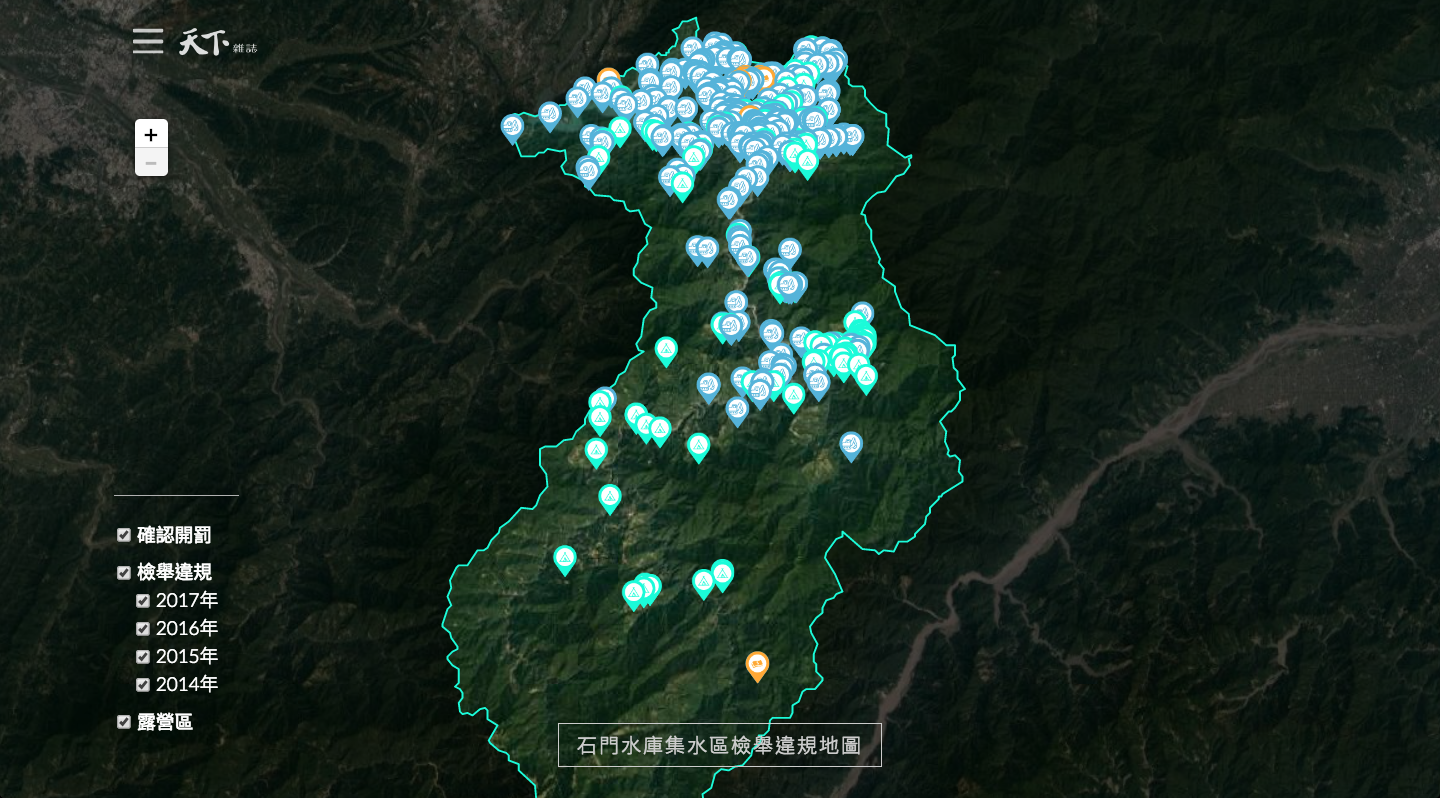 天下 雜誌
+
−
確認開罰
檢舉違規
2017年
2016年
2015年
2014年
露營區
石門水庫集水區檢舉違規地圖